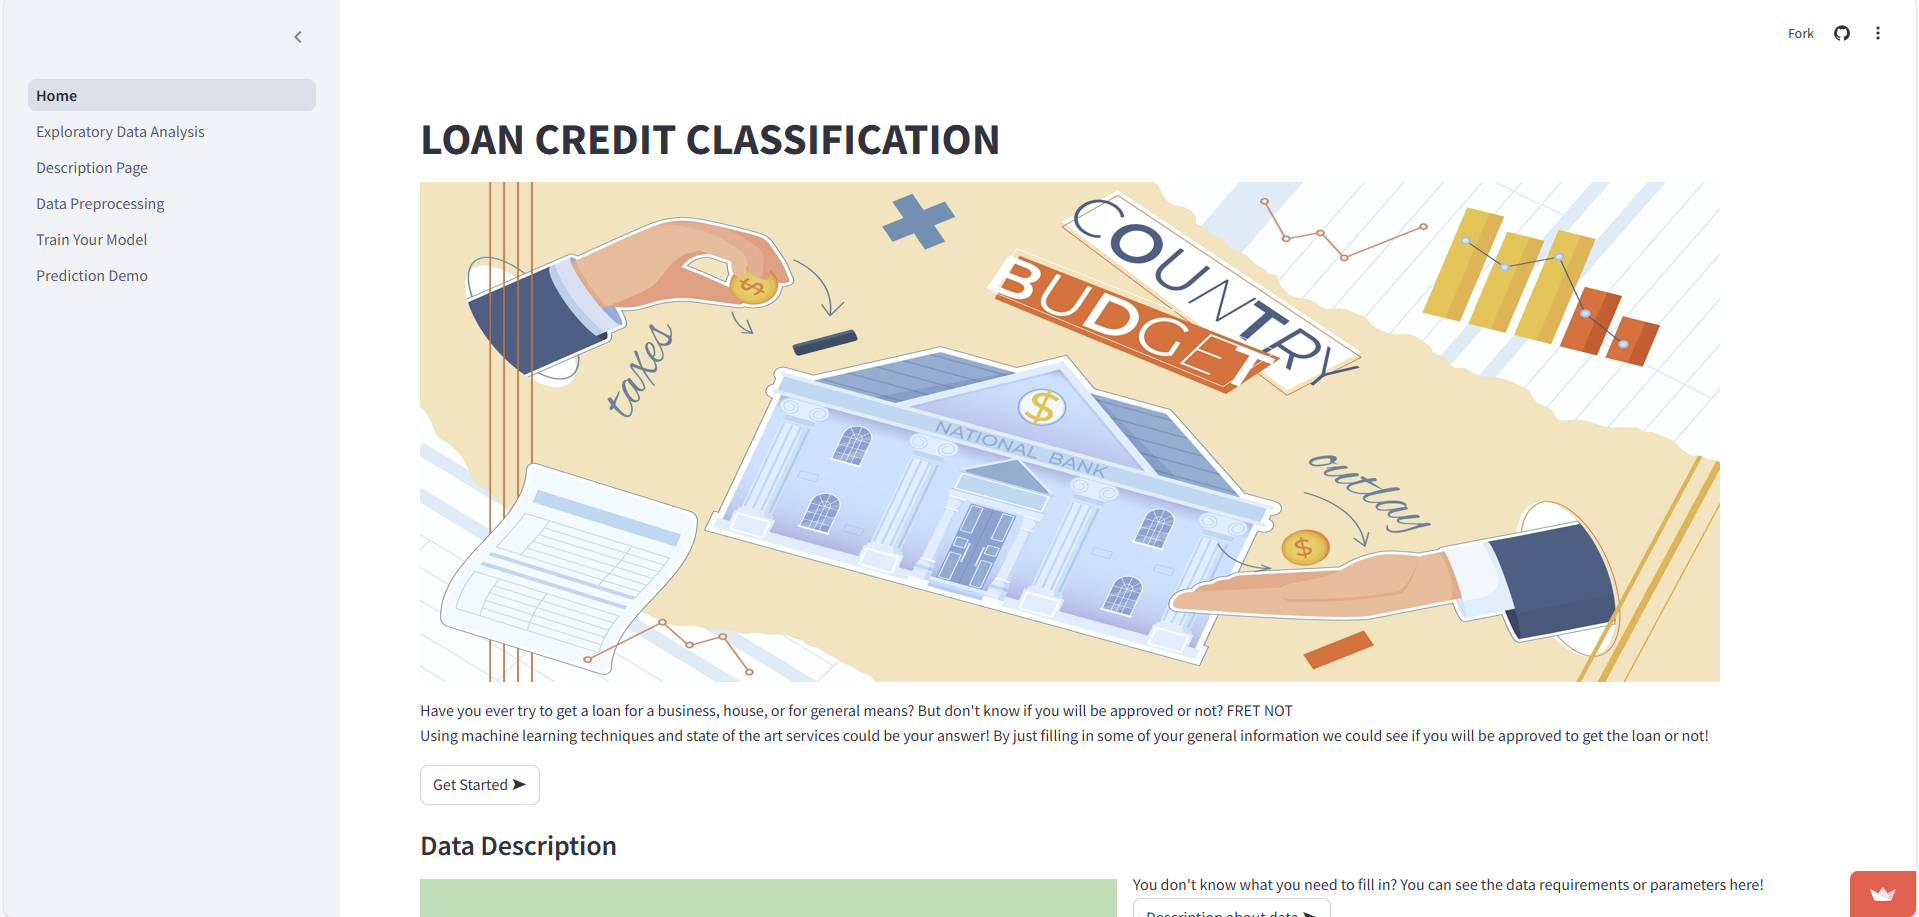 Fork
Home
Exploratory Data Analysis
Description Page
Data Preprocessing
Train Your Model
Prediction Demo
LOAN CREDIT CLASSIFICATION
COUNTRY
BUDGET
taxes
NATIONAL BANK
outlay
Have you ever try to get a loan for a business, house, or for general means? But don't know if you will be approved or not? FRET NOT
Using machine learning techniques and state of the art services could be your answer! By just filling in some of your general information we could see if you will be approved to get the loan or not!
Get Started ➤
Data Description
You don't know what you need to fill in? You can see the data requirements or parameters here!
Description about data ➤